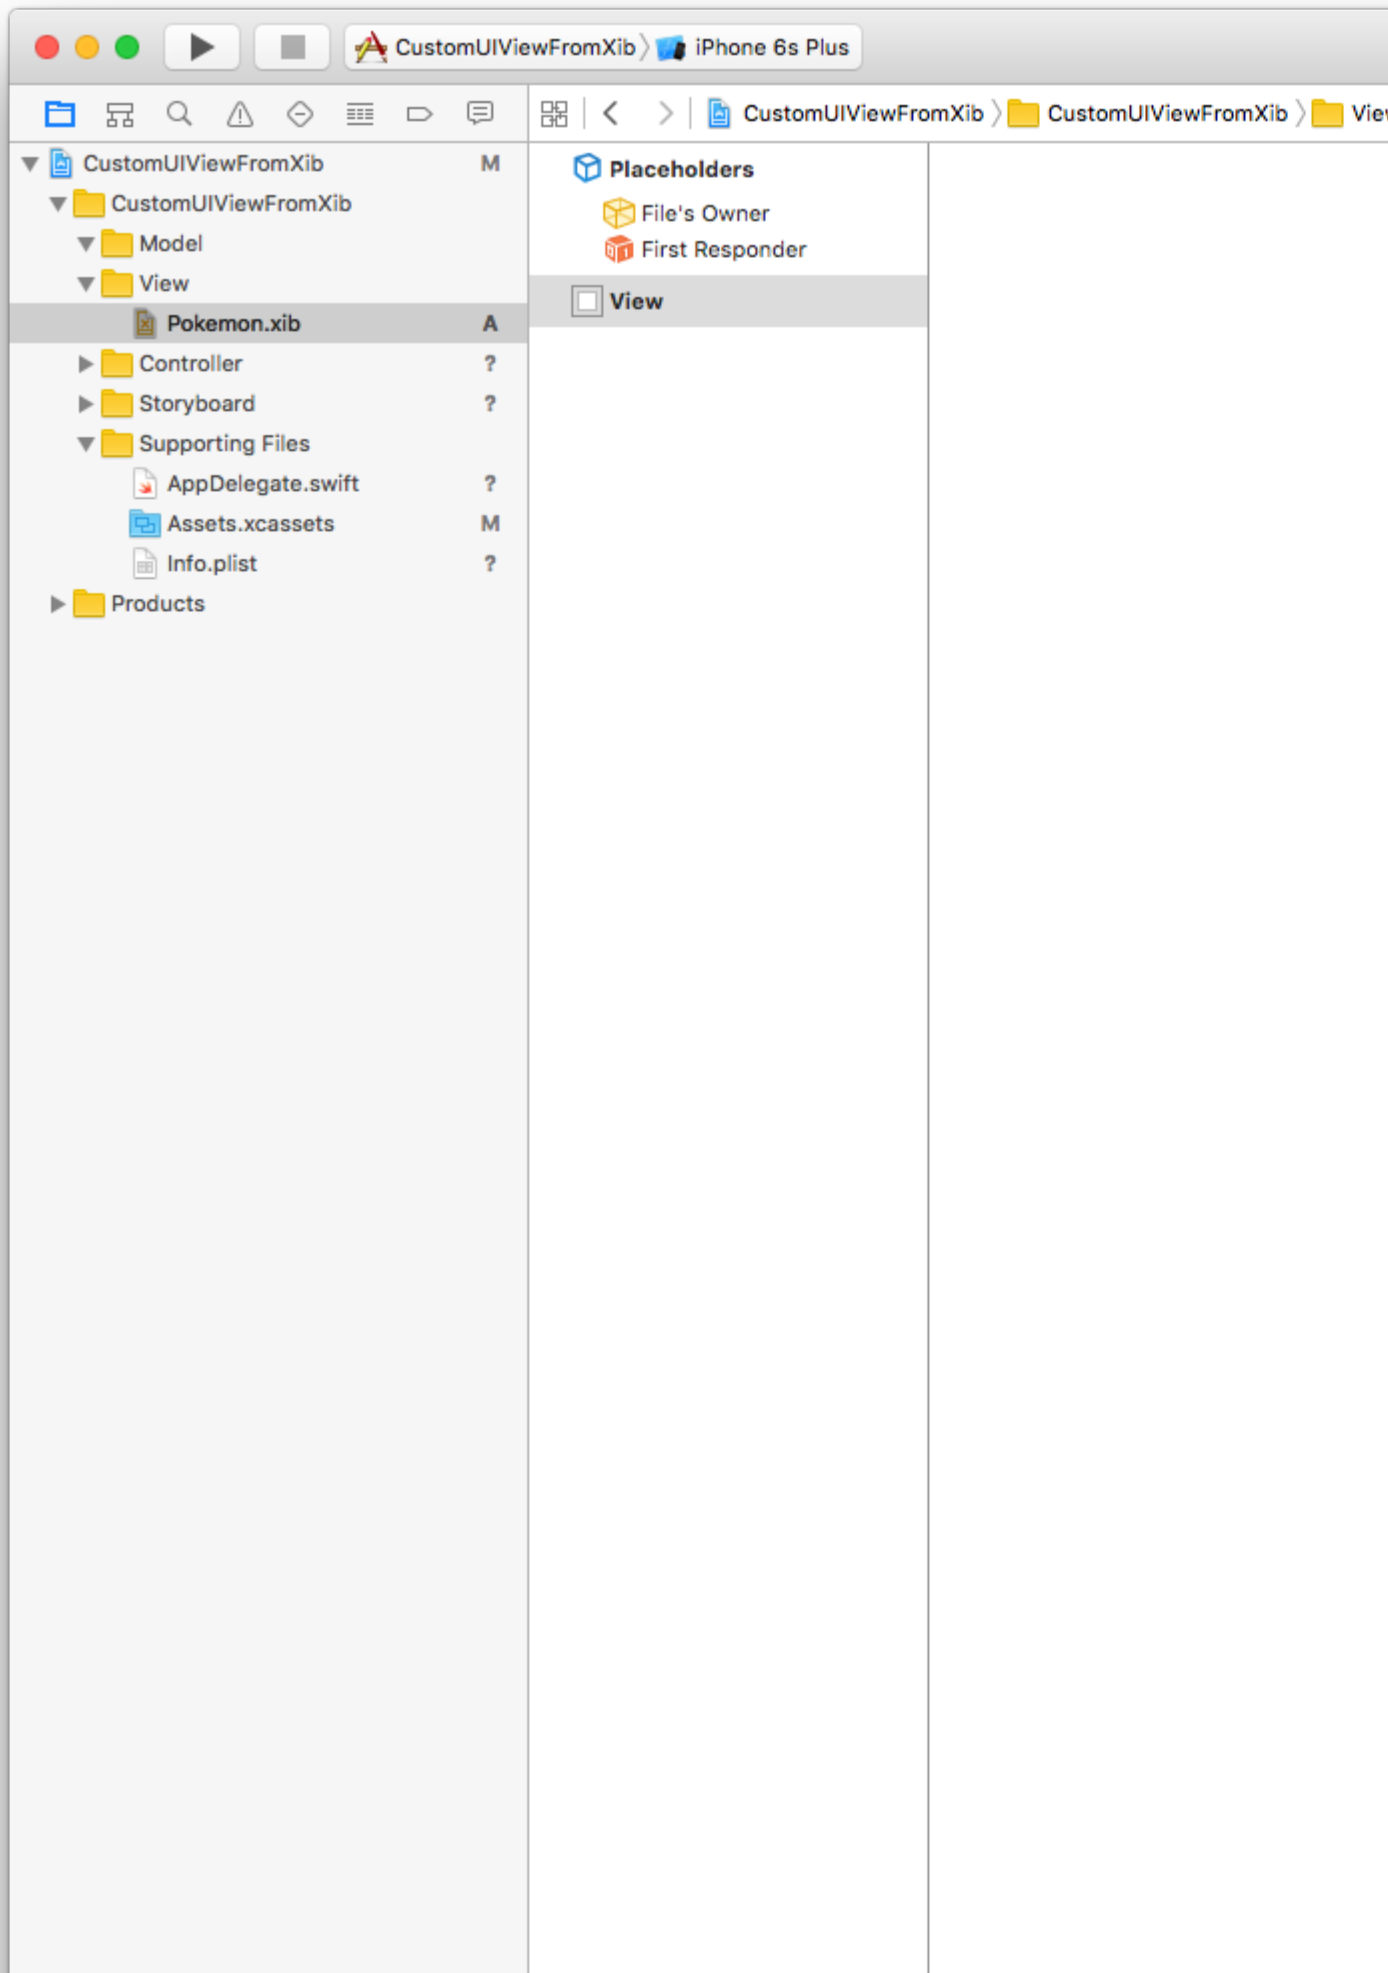 CustomUIViewFromXib iPhone 6s Plus
CustomUIViewFromXib CustomUIViewFromXib
CustomUIViewFromXib M
CustomUIViewFromXib
Model
View
Pokemon.xib A
Controller ?
Storyboard ?
Supporting Files
AppDelegate.swift ?
Assets.xcassets M
Info.plist ?
Products
Placeholders
File's Owner
First Responder
View